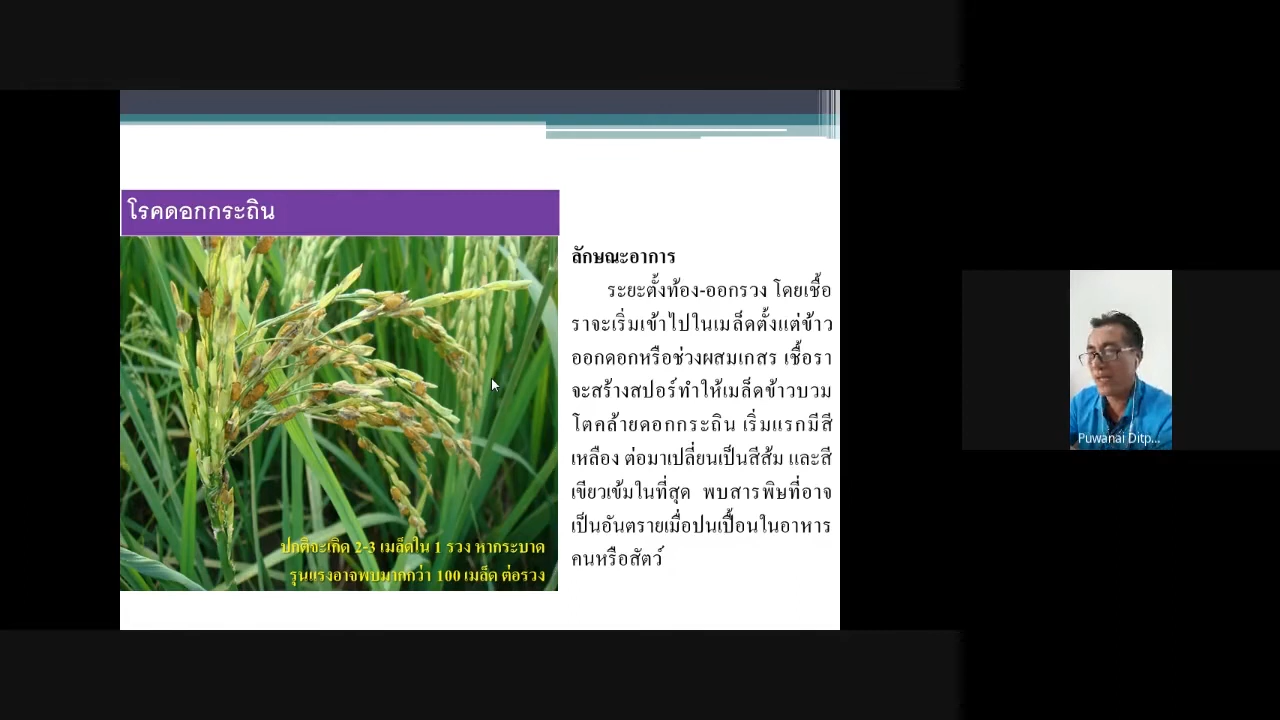 โรคดอกกระถิน
ลักษณะอาการ
ระยะตั้งท้อง-ออกรวง โดยเชื้อ
ราจะเริ่มเข้าไปในเมล็ดตั้งแต่ข้าว
ออกดอกหรือช่วงผสมเกสร เชื้อรา
จะสร้างสปอร์ทำให้เมล็ดข้าวบวม
โตคล้ายดอกกระถิน เริ่มแรกมีสี
เหลือง ต่อมาเปลี่ยนเป็นสีส้ม และสี
เขียวเข้มในที่สุด พบสารพิษที่อาจ
เป็นอันตรายเมื่อปนเปื้อนในอาหาร
คนหรือสัตว์
ปกติจะเกิด 2-3 เมล็ดใน 1 รวง หากระบาด
รุนแรงอาจพบมากกว่า 100 เมล็ด ต่อรวง
Puwanai Ditp...